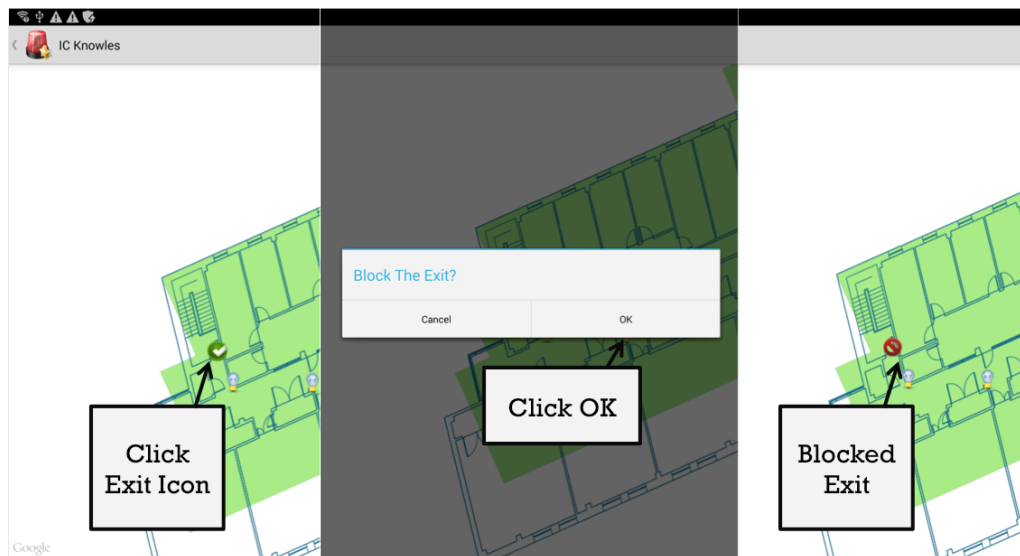 IC Knowles
Block The Exit?
Cancel
OK
Click
Exit Icon
Click OK
Blocked
Exit
Google